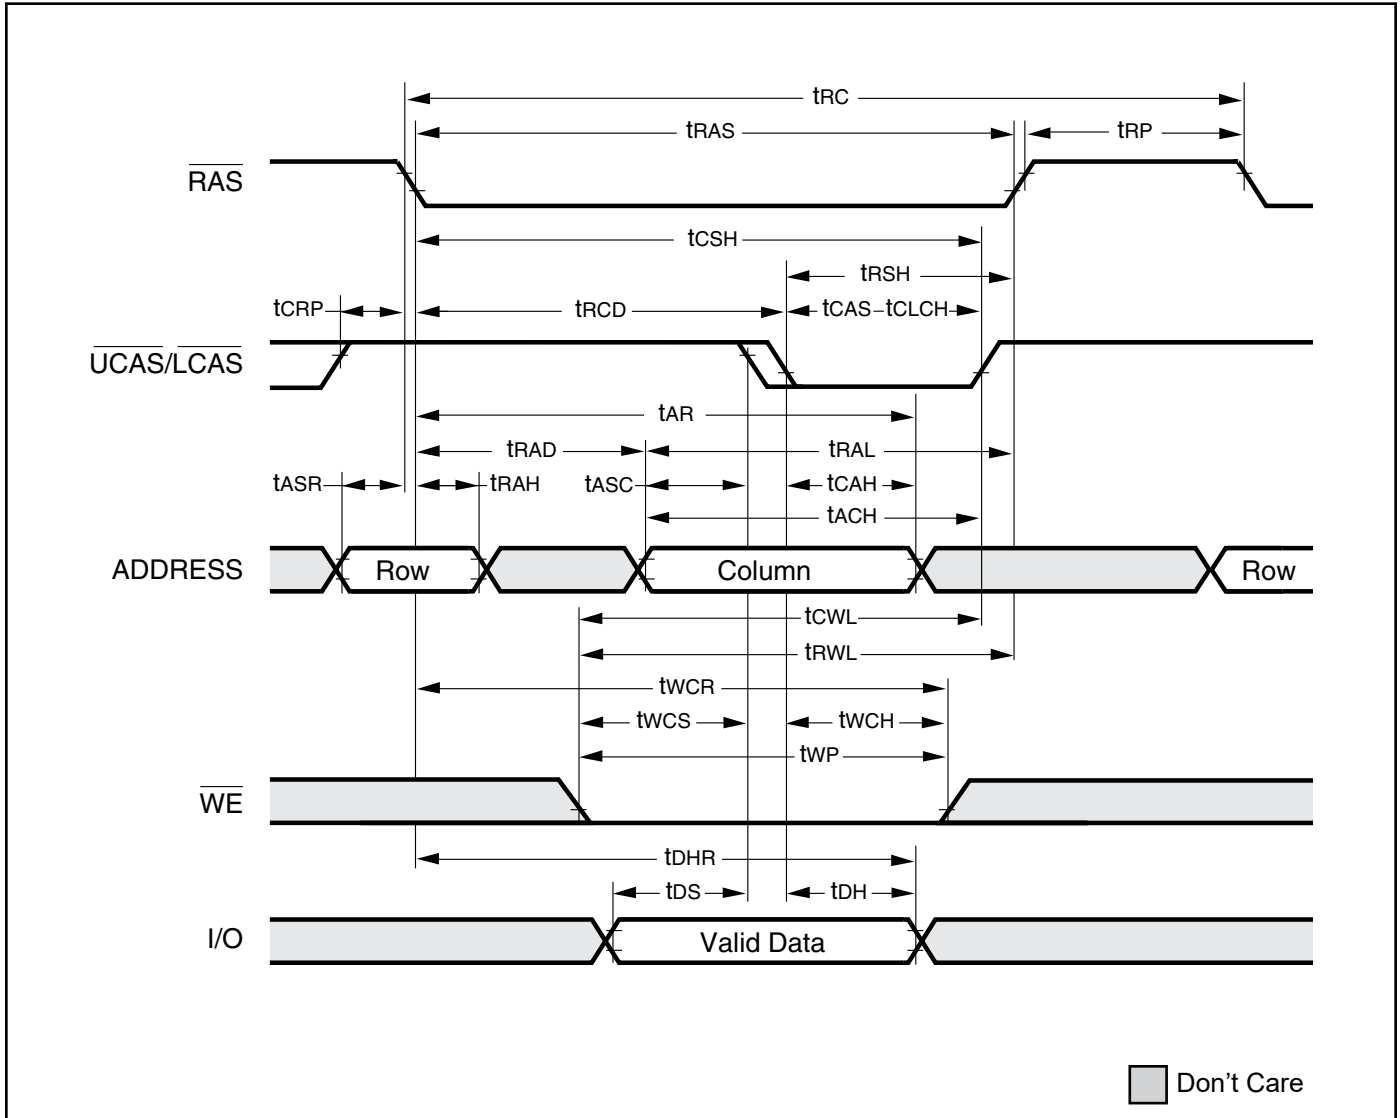 tRC
tRAS
tRP
RAS
tCSH
tRSH
tCRP
tRCD
tCAS tCLCH
UCAS/LCAS
tAR
tRAD
tRAL
tASR
tRAH
tASC
tCAH
tACH
ADDRESS
Row
Column
Row
tCWL
tRWL
tWCR
tWCS
tWCH
tWP
WE
tDHR
tDS
tDH
I/O
Valid Data
Don't Care